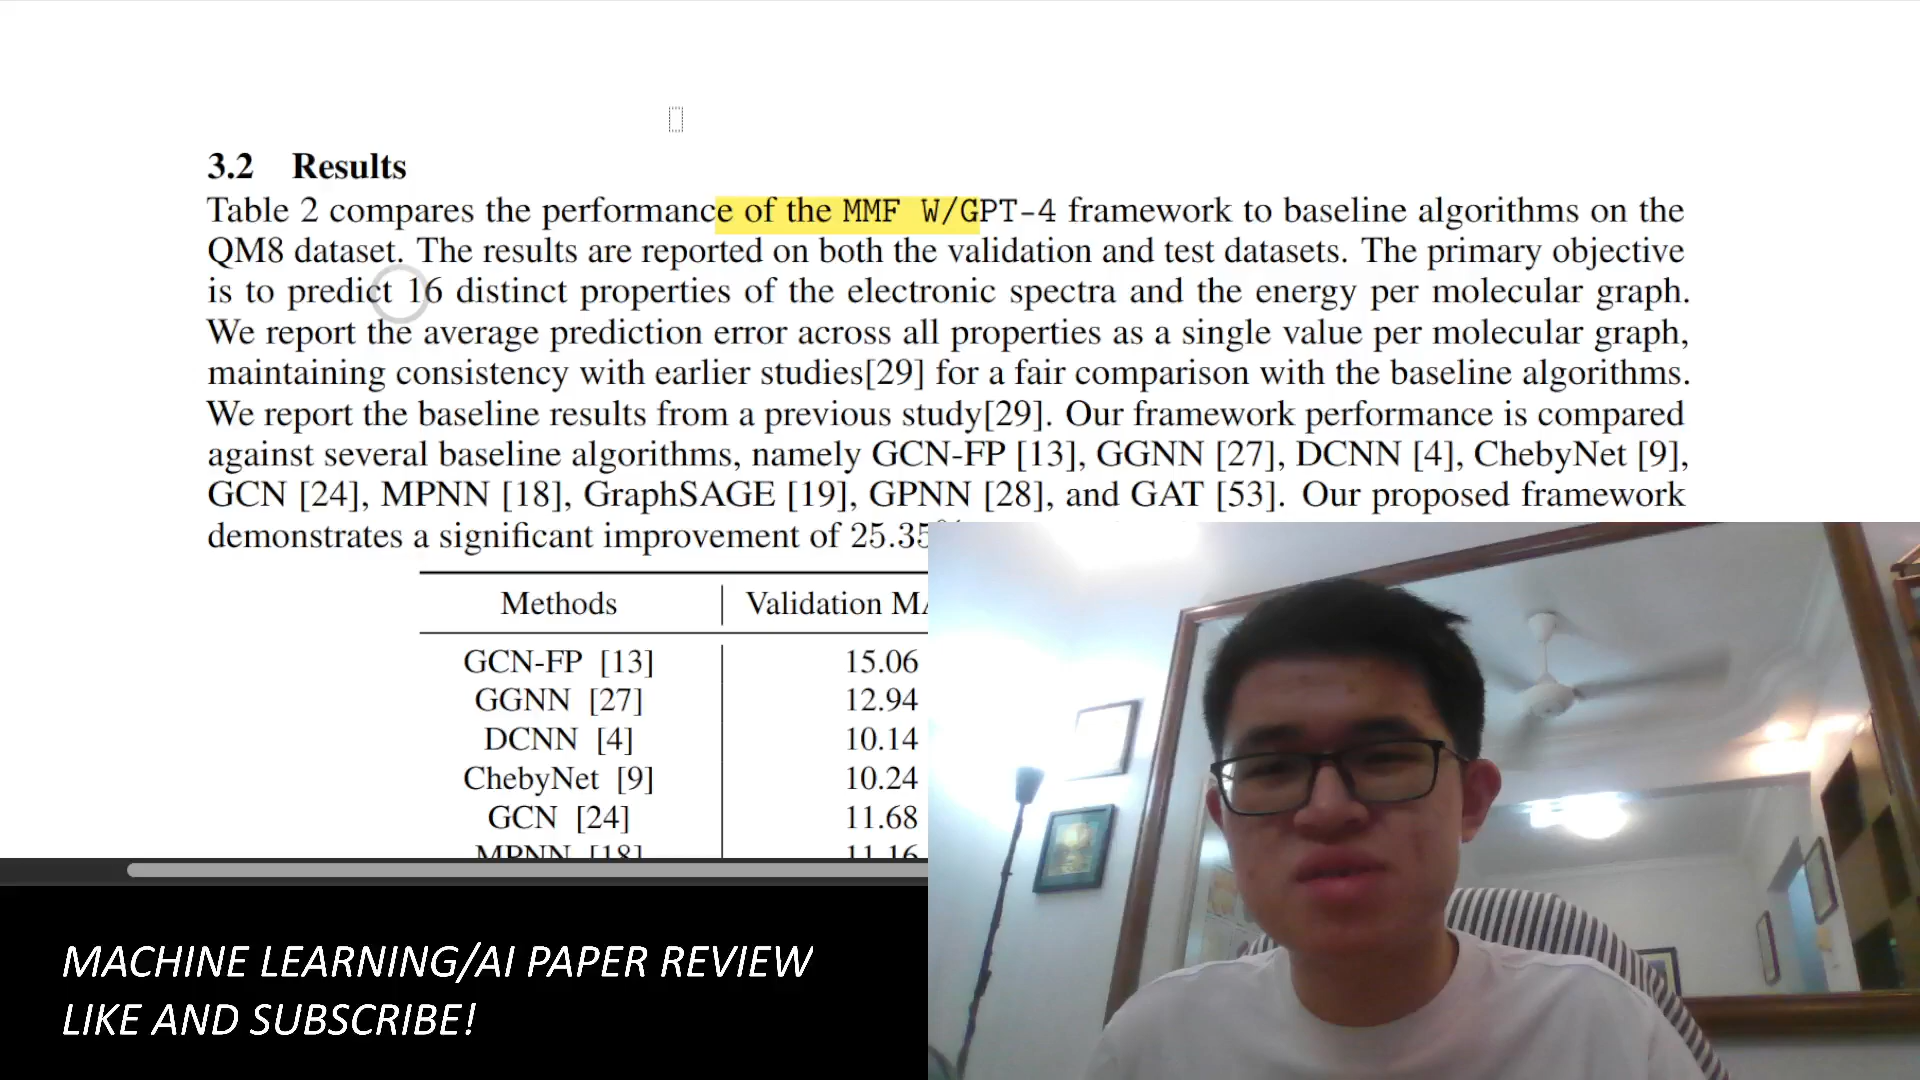 3.2 Results
Table 2 compares the performance of the MMF W/GPT-4 framework to baseline algorithms on the
QM8 dataset. The results are reported on both the validation and test datasets. The primary objective
is to predict 16 distinct properties of the electronic spectra and the energy per molecular graph.
We report the average prediction error across all properties as a single value per molecular graph,
maintaining consistency with earlier studies[29] for a fair comparison with the baseline algorithms.
We report the baseline results from a previous study[29]. Our framework performance is compared
against several baseline algorithms, namely GCN-FP [13], GGNN [27], DCNN [4], ChebyNet [9],
GCN [24], MPNN [18], GraphSAGE [19], GPNN [28], and GAT [53]. Our proposed framework
demonstrates a significant improvement of 25.35%
Methods Validation
GCN-FP [13] 15.06
GGNN [27] 12.94
DCNN [4] 10.14
ChebyNet [9] 10.24
GCN [24] 11.68
MPNN [18] 11.16
MACHINE LEARNING/AI PAPER REVIEW
LIKE AND SUBSCRIBE!